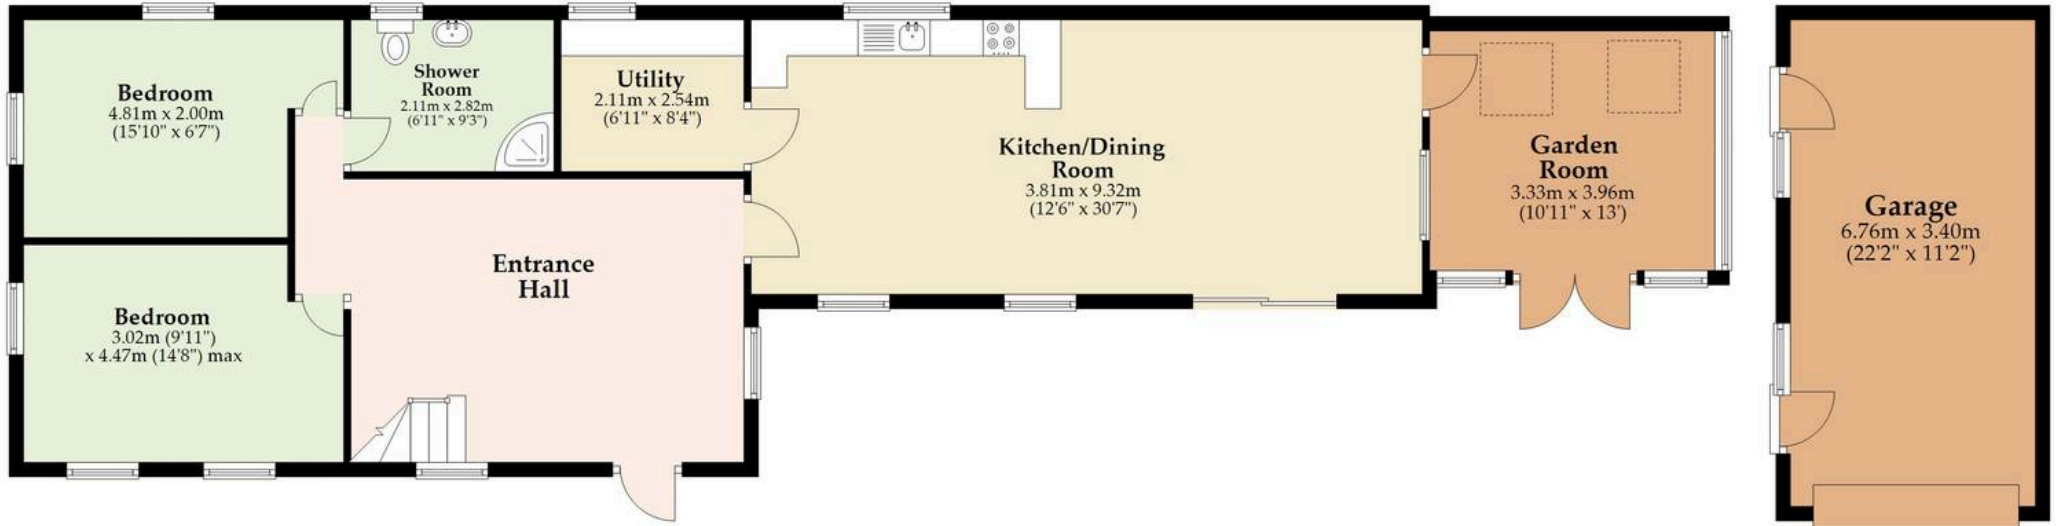 Bedroom
4.81m x 2.00m
(15'10" x 6'7")
Shower
Room
2.11m x 2.82m
(6'11" x 9'3")
Utility
2.11m x 2.54m
(6'11" x 8'4")
Kitchen/Dining
Room
3.81m x 9.32m
(12'6" x 30'7")
Garden
Room
3.33m x 3.96m
(10'11" x 13')
Garage
6.76m x 3.40m
(22'2" x 11'2")
Entrance
Hall
Bedroom
3.02m (9'11")
x 4.47m (14'8") max